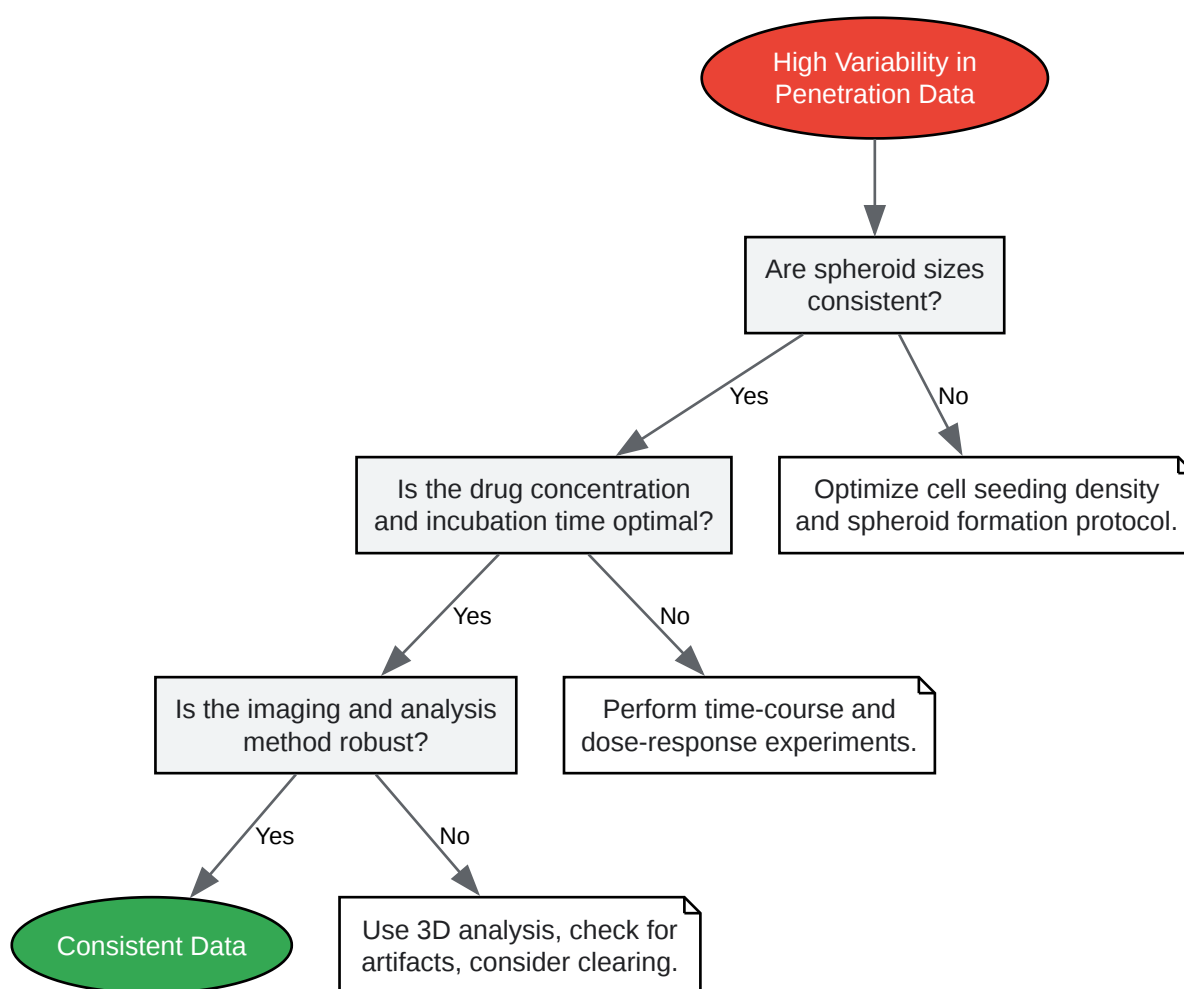 High Variability in
Penetration Data
Are spheroid sizes
consistent?
Yes
No
Is the drug concentration
and incubation time optimal?
Optimize cell seeding density
and spheroid formation protocol.
Yes
No
Is the imaging and analysis
method robust?
Perform time-course and
dose-response experiments.
Yes
No
Consistent Data
Use 3D analysis, check for
artifacts, consider clearing.